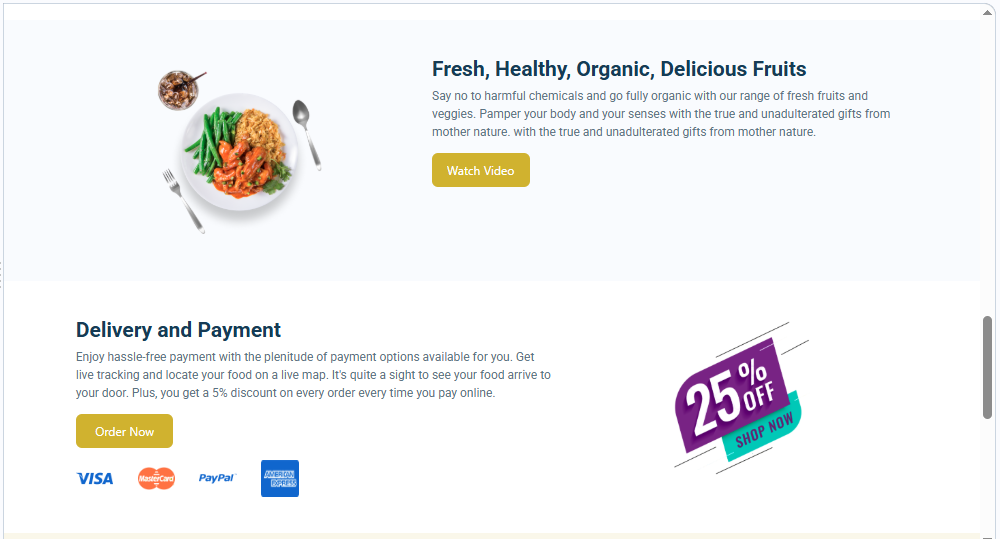 Fresh, Healthy, Organic, Delicious Fruits
Say no to harmful chemicals and go fully organic with our range of fresh fruits and
veggies. Pamper your body and your senses with the true and unadulterated gifts from
mother nature. with the true and unadulterated gifts from mother nature.
Watch Video
Delivery and Payment
Enjoy hassle-free payment with the plenitude of payment options available for you. Get
live tracking and locate your food on a live map. It's quite a sight to see your food arrive to
your door. Plus, you get a 5% discount on every order every time you pay online.
Order Now
VISA
MasterCard
PayPal
AMERICAN
EXPRESS
25%
OFF
SHOP NOW